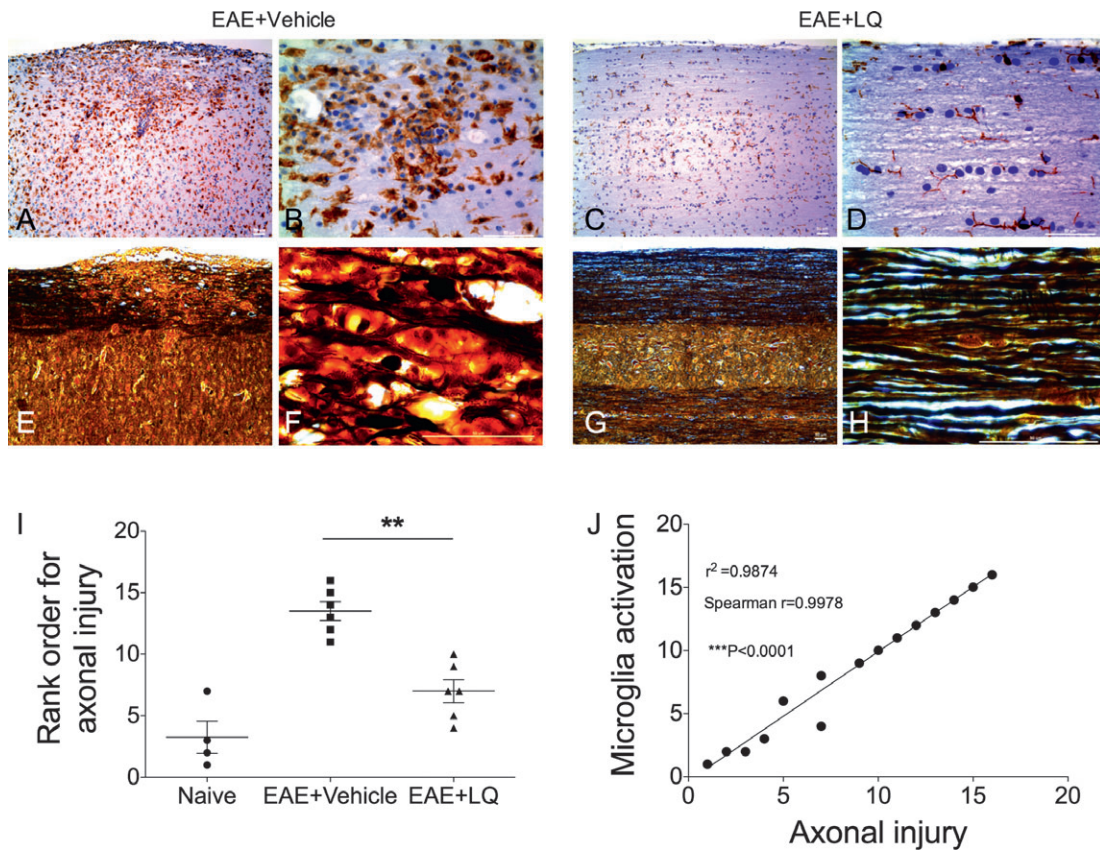 EAE+Vehicle
EAE+LQ
A
B
C
D
E
F
G
H
I
Rank order for
axonal injury
20
15
10
5
0
**
Naive
EAE+Vehicle
EAE+LQ
J
Microglia activation
20
15
10
5
0
r² =0.9874
Spearman r=0.9978
***P<0.0001
0
5
10
15
20
Axonal injury